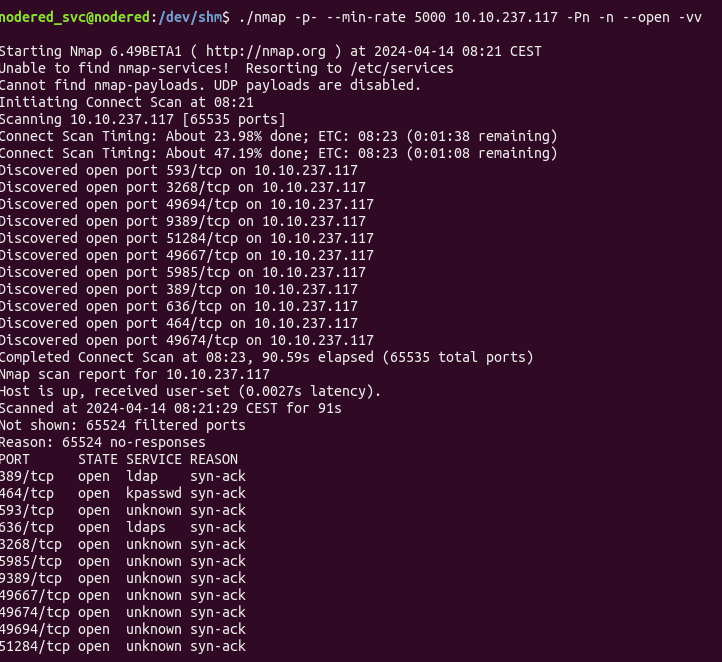 nodered_svc@nodered:/dev/shm$ ./nmap -p- --min-rate 5000 10.10.237.117 -Pn -n --open -vv
Starting Nmap 6.49BETA1 ( http://nmap.org ) at 2024-04-14 08:21 CEST
Unable to find nmap-services!  Resorting to /etc/services
Cannot find nmap-payloads. UDP payloads are disabled.
Initiating Connect Scan at 08:21
Scanning 10.10.237.117 [65535 ports]
Connect Scan Timing: About 23.98% done; ETC: 08:23 (0:01:38 remaining)
Connect Scan Timing: About 47.19% done; ETC: 08:23 (0:01:08 remaining)
Discovered open port 593/tcp on 10.10.237.117
Discovered open port 3268/tcp on 10.10.237.117
Discovered open port 49694/tcp on 10.10.237.117
Discovered open port 9389/tcp on 10.10.237.117
Discovered open port 51284/tcp on 10.10.237.117
Discovered open port 49667/tcp on 10.10.237.117
Discovered open port 5985/tcp on 10.10.237.117
Discovered open port 389/tcp on 10.10.237.117
Discovered open port 636/tcp on 10.10.237.117
Discovered open port 464/tcp on 10.10.237.117
Discovered open port 49674/tcp on 10.10.237.117
Completed Connect Scan at 08:23, 90.59s elapsed (65535 total ports)
Nmap scan report for 10.10.237.117
Host is up, received user-set (0.0027s latency).
Scanned at 2024-04-14 08:21:29 CEST for 91s
Not shown: 65524 filtered ports
Reason: 65524 no-responses
PORT      STATE SERVICE REASON
389/tcp   open  ldap    syn-ack
464/tcp   open  kpasswd syn-ack
593/tcp   open  unknown syn-ack
636/tcp   open  ldaps   syn-ack
3268/tcp  open  unknown syn-ack
5985/tcp  open  unknown syn-ack
9389/tcp  open  unknown syn-ack
49667/tcp open  unknown syn-ack
49674/tcp open  unknown syn-ack
49694/tcp open  unknown syn-ack
51284/tcp open  unknown syn-ack